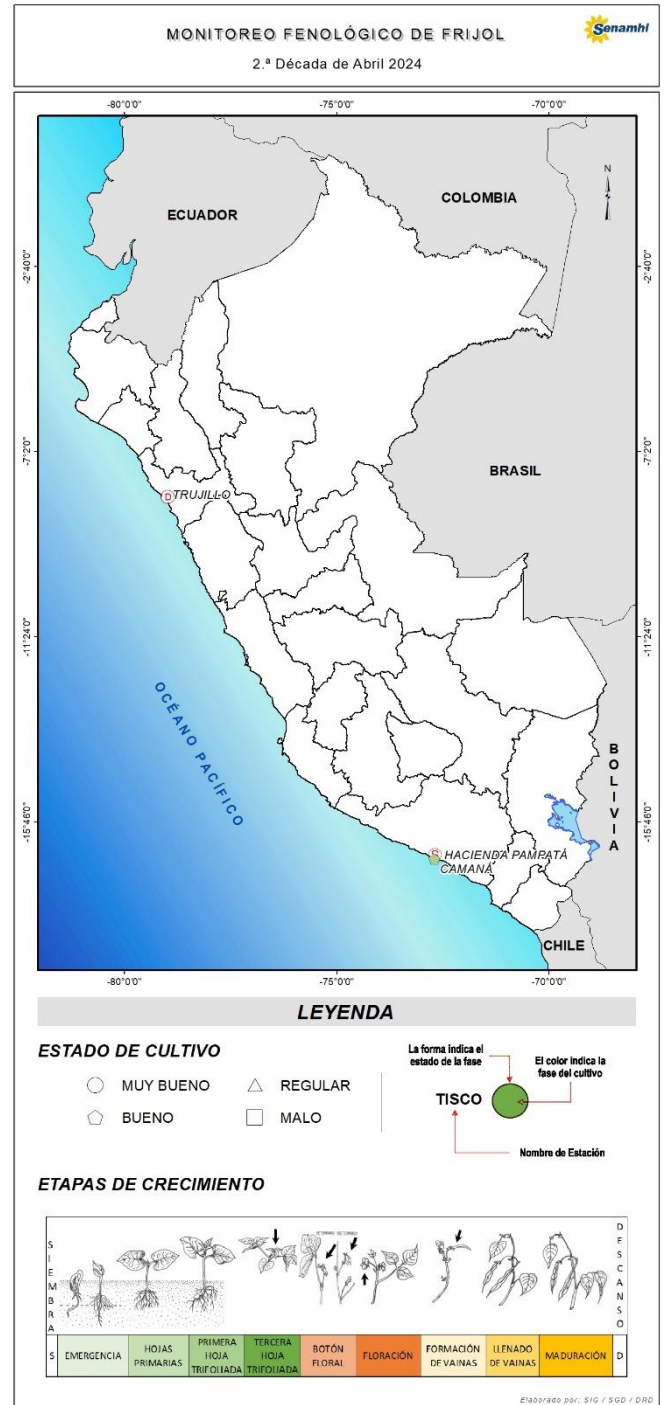 MONITOREO FENOLÓGICO DE FRIJOL
2.ª Década de Abril 2024
Senamhi
-80°0'0"
-75°0'0"
-70°0'0"
N
COLOMBIA
ECUADOR
-2°40'0"
-2°40'0"
-7°2'0"
-7°2'0"
BRASIL
D TRUJILLO
-11°24'0"
-11°24'0"
OCÉANO PACÍFICO
BOLIVIA
-15°46'0"
-15°46'0"
S HACIENDA PAMPATÁ
CAMANÁ
CHILE
-80°0'0"
-75°0'0"
-70°0'0"
LEYENDA
ESTADO DE CULTIVO
MUY BUENO
REGULAR
BUENO
MALO
La forma indica el
estado de la fase
El color indica la
fase del cultivo
TISCO
Nombre de Estación
ETAPAS DE CRECIMIENTO
SIEMBRA
DESCANSO
S
EMERGENCIA
HOJAS
PRIMARIAS
PRIMERA
HOJA
TRIFOLIADA
TERCERA
HOJA
TRIFOLIADA
BOTÓN
FLORAL
FLORACIÓN
FORMACIÓN
DE VAINAS
LLENADO
DE VAINAS
MADURACIÓN
D
Elaborado por: SIG / SGD / DRD